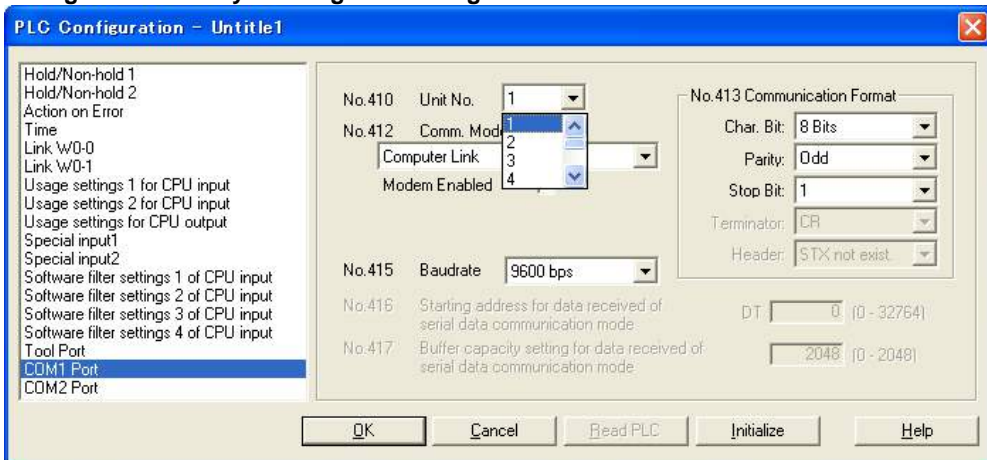 PLC Configuration - Untitle1
Hold/Non-hold 1
Hold/Non-hold 2
Action on Error
Time
Link W0-0
Link W0-1
Usage settings 1 for CPU input
Usage settings 2 for CPU input
Usage settings for CPU output
Special input1
Special input2
Software filter settings 1 of CPU input
Software filter settings 2 of CPU input
Software filter settings 3 of CPU input
Software filter settings 4 of CPU input
Tool Port
COM1 Port
COM2 Port
No.410 Unit No. 1
1
2
3
4
No.412 Comm. Mod
Computer Link
Modem Enabled
No.413 Communication Format
Char. Bit: 8 Bits
Parity: Odd
Stop Bit: 1
Terminator: CR
Header: STX not exist.
No.415 Baudrate 9600 bps
No.416 Starting address for data received of
serial data communication mode
DT 0 (0 - 32764)
No.417 Buffer capacity setting for data received of
serial data communication mode
2048 (0 - 2048)
OK Cancel Read PLC Initialize Help